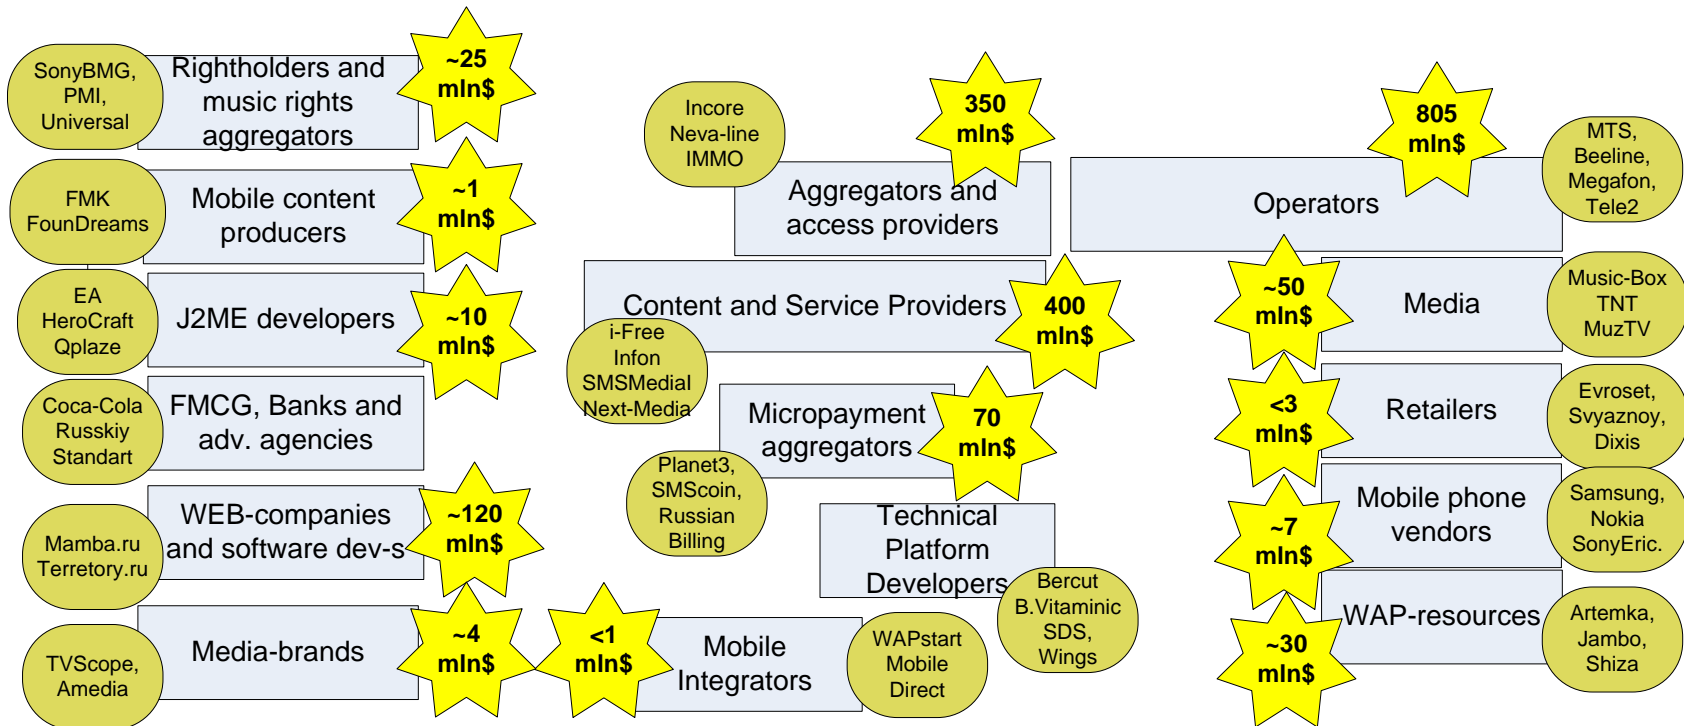 SonyBMG,
PMI,
Universal
Rightholders and
music rights
aggregators
~25
mln$
FMK
FounDreams
Mobile content
producers
~1
mln$
EA
HeroCraft
Qplaze
J2ME developers
~10
mln$
Coca-Cola
Russkiy
Standart
FMCG, Banks and
adv. agencies
Mamba.ru
Terretory.ru
WEB-companies
and software dev-s
~120
mln$
TVScope,
Amedia
Media-brands
~4
mln$
Incore
Neva-line
IMMO
Aggregators and
access providers
350
mln$
Content and Service Providers
400
mln$
i-Free
Infon
SMSMediaI
Next-Media
Micropayment
aggregators
70
mln$
Planet3,
SMScoin,
Russian
Billing
Technical
Platform
Developers
Bercut
B.Vitaminic
SDS,
Wings
<1
mln$
Mobile
Integrators
WAPstart
Mobile
Direct
Operators
805
mln$
MTS,
Beeline,
Megafon,
Tele2
~50
mln$
Media
Music-Box
TNT
MuzTV
<3
mln$
Retailers
Evroset,
Svyaznoy,
Dixis
~7
mln$
Mobile phone
vendors
Samsung,
Nokia
SonyEric.
~30
mln$
WAP-resources
Artemka,
Jambo,
Shiza